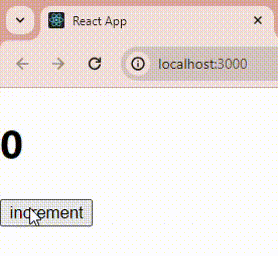 React App
localhost:3000
0
increment